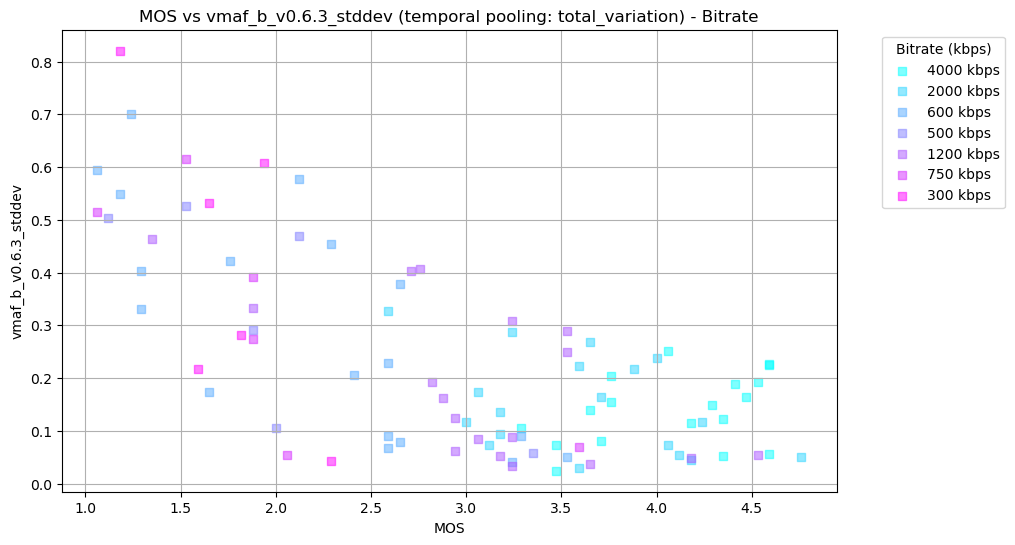 MOS vs vmaf_b_v0.6.3_stddev (temporal pooling: total_variation) - Bitrate
vmaf_b_v0.6.3_stddev
0.8
0.7
0.6
0.5
0.4
0.3
0.2
0.1
0.0
1.0 1.5 2.0 2.5 3.0 3.5 4.0 4.5
MOS
Bitrate (kbps)
4000 kbps
2000 kbps
600 kbps
500 kbps
1200 kbps
750 kbps
300 kbps